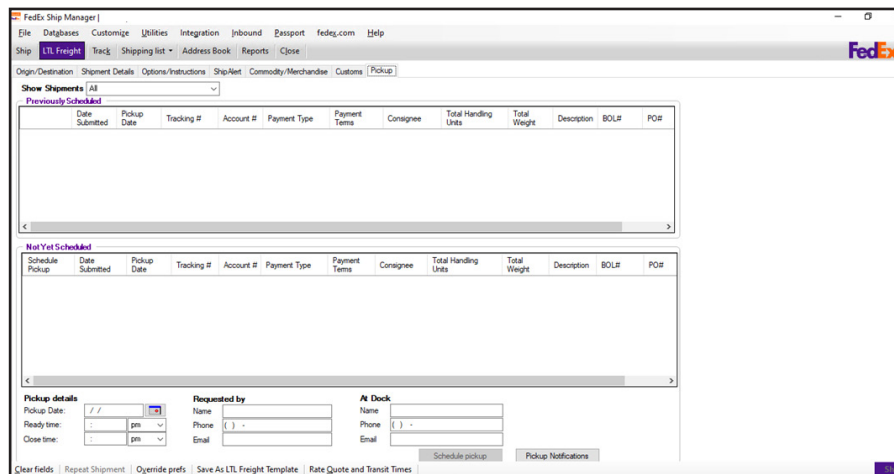 FedEx Ship Manager |
File Databases Customize Utilities Integration Inbound Passport fedex.com Help
Ship LTL Freight Track Shipping list Address Book Reports Close
FedEx
Origin/Destination Shipment Details Options/Instructions ShipAlert Commodity/Merchandise Customs Pickup
Show Shipments All
Previously Scheduled
Date Submitted Pickup Date Tracking # Account # Payment Type Payment Terms Consignee Total Handling Units Total Weight Description BOL# PO#
Not Yet Scheduled
Schedule Pickup Date Submitted Pickup Date Tracking # Account # Payment Type Payment Terms Consignee Total Handling Units Total Weight Description BOL# PO#
Pickup details Requested by At Dock
Pickup Date: / / Name Name
Ready time: : pm Phone ( ) - Phone ( ) -
Close time: : pm Email Email
Schedule pickup Pickup Notifications
Clear fields Repeat Shipment Override prefs Save As LTL Freight Template Rate Quote and Transit Times